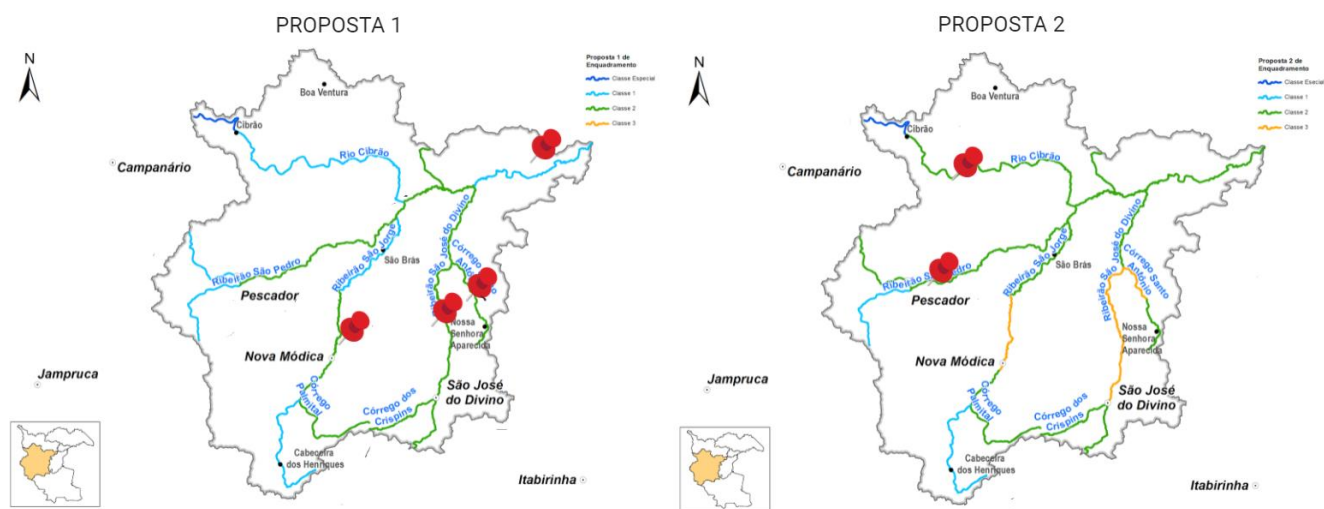 PROPOSTA 1
N
Proposta 1 de
Enquadramento
Classe Especial
Classe 1
Classe 2
Classe 3
Boa Ventura
Cibrão
Rio Cibrão
Campanário
Ribeirão São José do Divino
Ribeirão São Jorge
São Brás
Córrego
Ribeirão São Pedro
Pescador
Nossa
Senhora
Aparecida
Nova Módica
Jampruca
Córrego
Palmital
São José
do Divino
Córrego dos
Crispins
Cabeceira
dos Henriques
Itabirinha
PROPOSTA 2
N
Proposta 2 de
Enquadramento
Classe Esecial
Classe 1
Classe 2
Classe 3
Boa Ventura
Cibrão
Rio Cibrão
Campanário
Ribeirão São José do Divino
Ribeirão São Jorge
São Brás
Córrego Santo
Antônio
Ribeirão São
Pescador
Nossa
Senhora
Aparecida
Nova Módica
Jampruca
Córrego
Palmital
São José
do Divino
Córrego dos
Crispins
Cabeceira
dos Henriques
Itabirinha